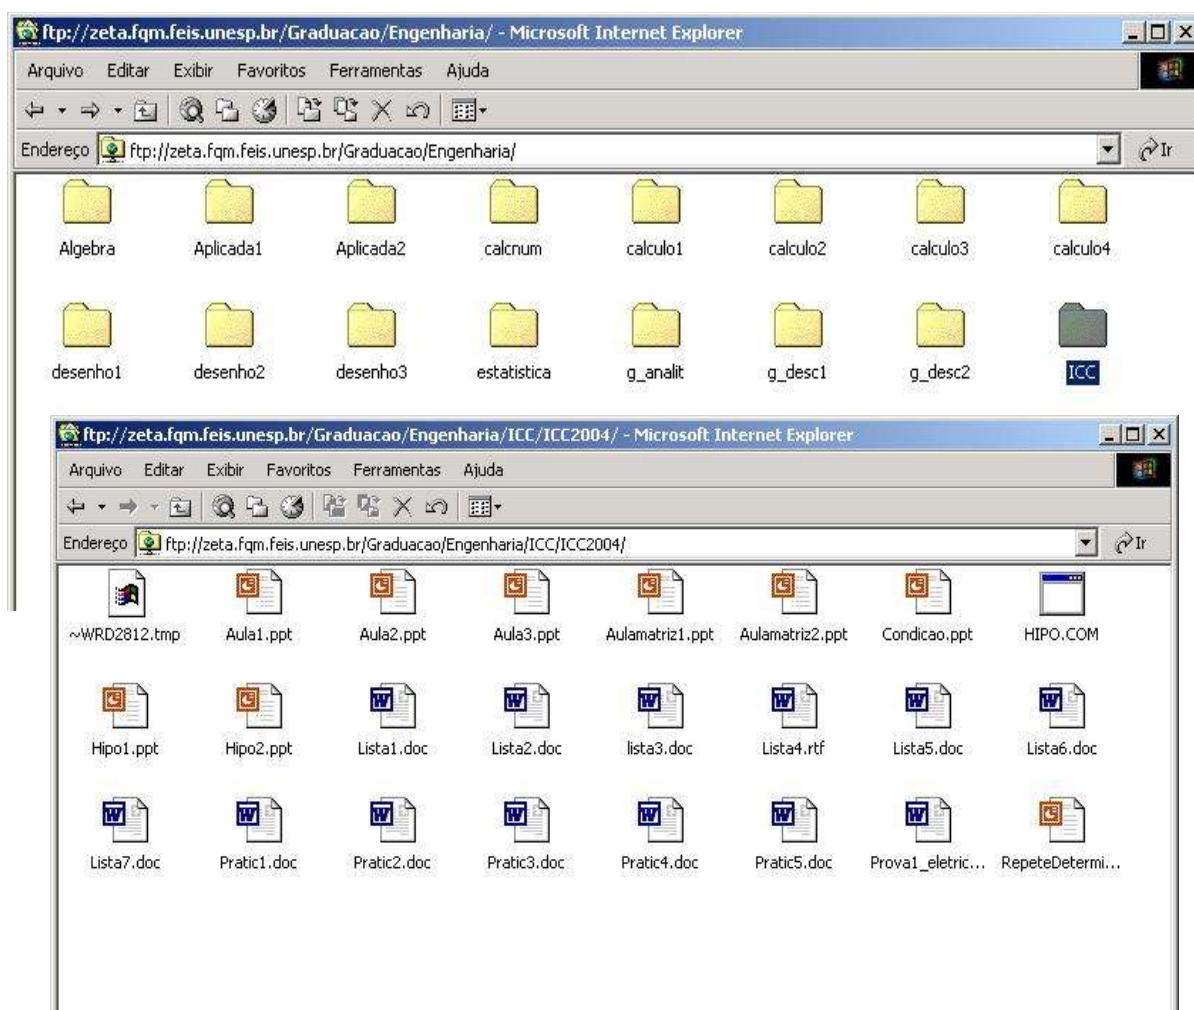 ftp://zeta.fqm.feis.unesp.br/Graduacao/Engenharia/ - Microsoft Internet Explorer
Arquivo Editar Exibir Favoritos Ferramentas Ajuda
Endereço ftp://zeta.fqm.feis.unesp.br/Graduacao/Engenharia/ Ir
Algebra Aplicada1 Aplicada2 calcnum calculo1 calculo2 calculo3 calculo4
desenho1 desenho2 desenho3 estatistica g_analit g_desc1 g_desc2 ICC
ftp://zeta.fqm.feis.unesp.br/Graduacao/Engenharia/ICC/ICC2004/ - Microsoft Internet Explorer
Arquivo Editar Exibir Favoritos Ferramentas Ajuda
Endereço ftp://zeta.fqm.feis.unesp.br/Graduacao/Engenharia/ICC/ICC2004/ Ir
~WRD2812.tmp Aula1.ppt Aula2.ppt Aula3.ppt Aulamatriz1.ppt Aulamatriz2.ppt Condicao.ppt HIPO.COM
Hipo1.ppt Hipo2.ppt Lista1.doc Lista2.doc lista3.doc Lista4.rtf Lista5.doc Lista6.doc
Lista7.doc Pratic1.doc Pratic2.doc Pratic3.doc Pratic4.doc Pratic5.doc Prova1_eletric... RepeteDetermi...